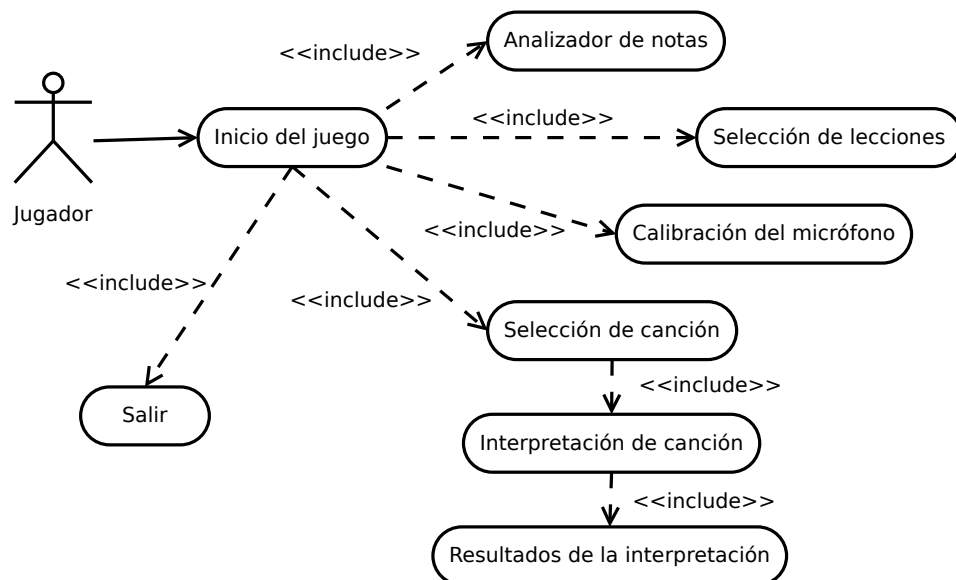 Analizador de notas
<<include>>
<<include>>
Inicio del juego
Selección de lecciones
Jugador
<<include>>
Calibración del micrófono
<<include>>
<<include>>
Selección de canción
<<include>>
Salir
Interpretación de canción
<<include>>
Resultados de la interpretación